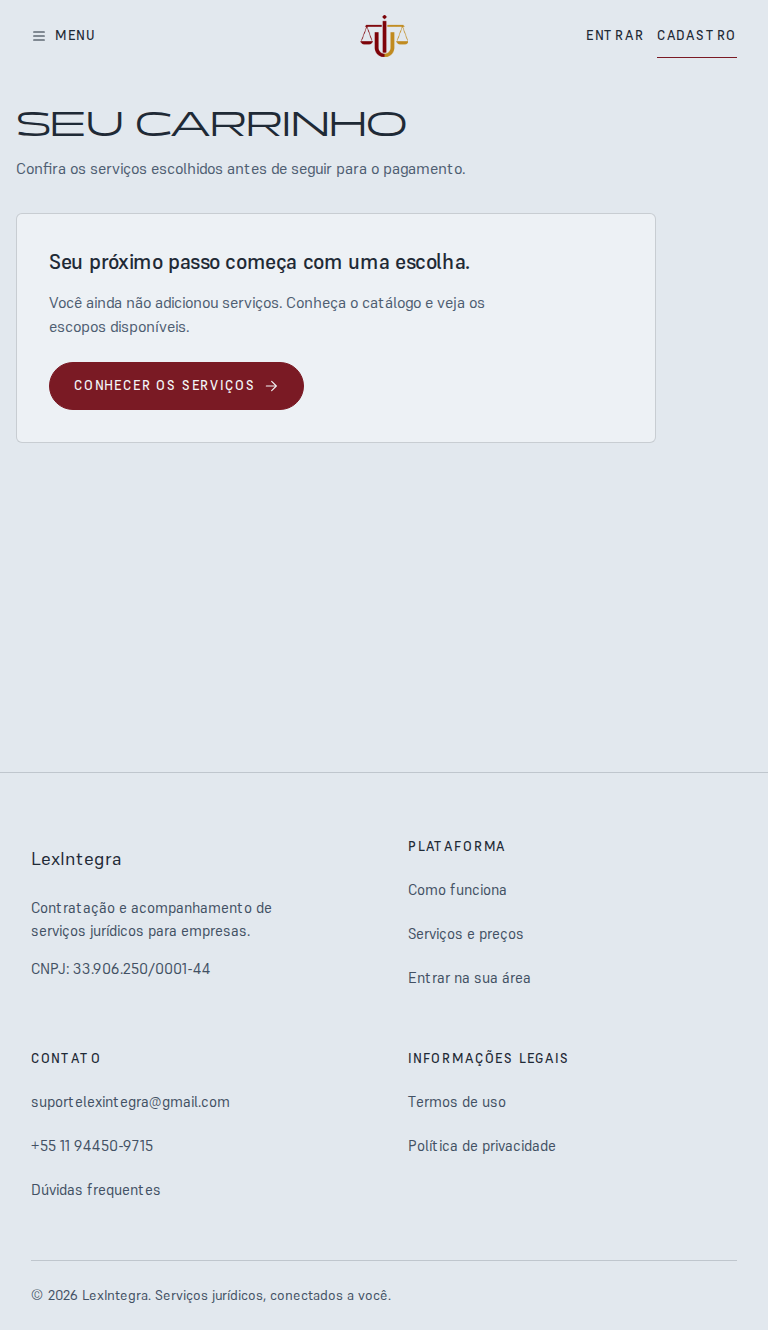 MENU
ENTRAR
CADASTRO
SEU CARRINHO
Confira os serviços escolhidos antes de seguir para o pagamento.
Seu próximo passo começa com uma escolha.
Você ainda não adicionou serviços. Conheça o catálogo e veja os
escopos disponíveis.
CONHECER OS SERVIÇOS
LexIntegra
Contratação e acompanhamento de
serviços jurídicos para empresas.
CNPJ: 33.906.250/0001-44
PLATAFORMA
Como funciona
Serviços e preços
Entrar na sua área
CONTATO
suportelexintegra@gmail.com
+55 11 94450-9715
Dúvidas frequentes
INFORMAÇÕES LEGAIS
Termos de uso
Política de privacidade
© 2026 LexIntegra. Serviços jurídicos, conectados a você.